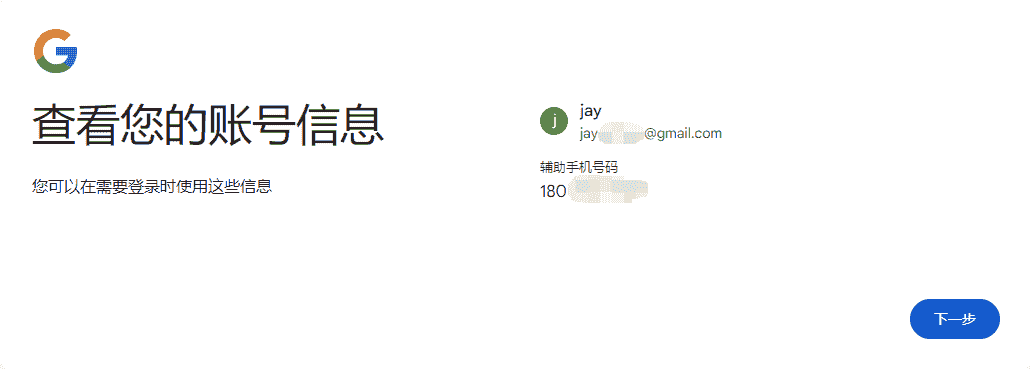 查看您的账号信息
您可以在需要登录时使用这些信息
j
jay
jay @gmail.com
辅助手机号码
180
下一步